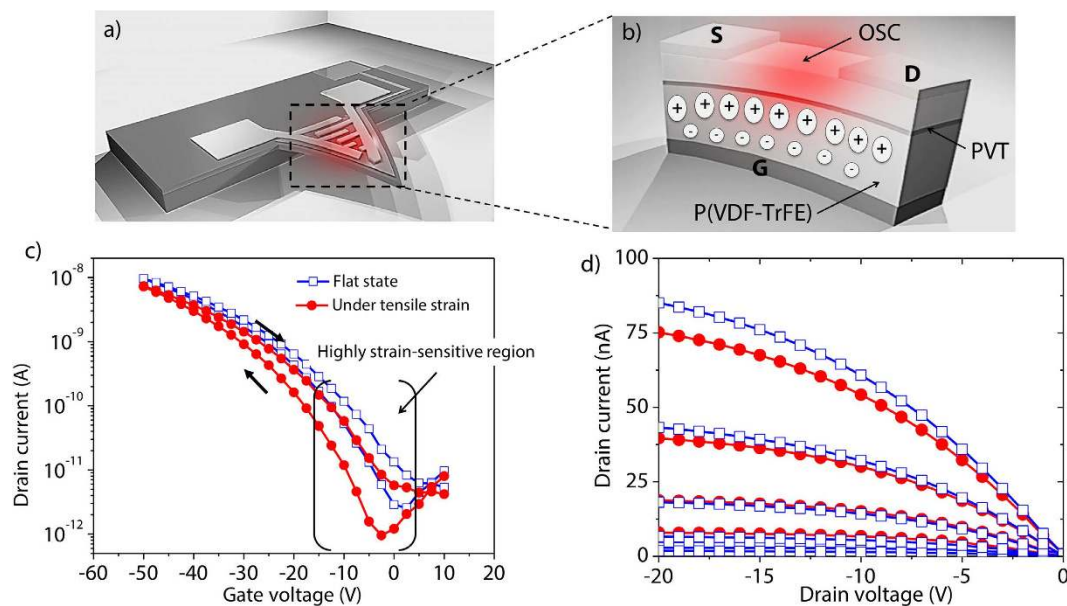 a)
b)
S
OSC
D
+ + + + + + + + +
- - - - - - - -
G
PVT
P(VDF-TrFE)
c)
Drain current (A)
10⁻⁸
10⁻⁹
10⁻¹⁰
10⁻¹¹
10⁻¹²
Flat state
Under tensile strain
Highly strain-sensitive region
-60 -50 -40 -30 -20 -10 0 10 20
Gate voltage (V)
d)
Drain current (nA)
100
75
50
25
0
-20 -15 -10 -5 0
Drain voltage (V)